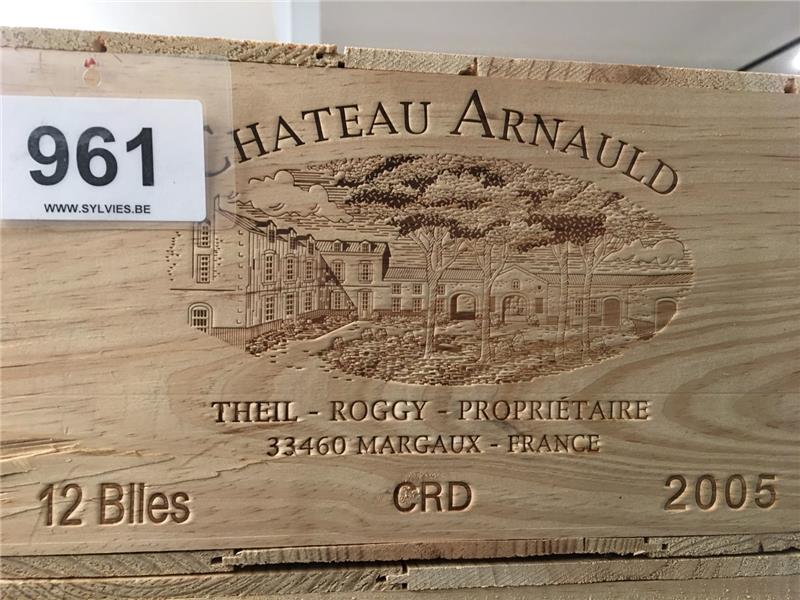 961
WWW.SYLVIES.BE
CHATEAU ARNAULD
THEIL - ROGGY - PROPRIÉTAIRE
33460 MARGAUX - FRANCE
12 Blles CRD 2005